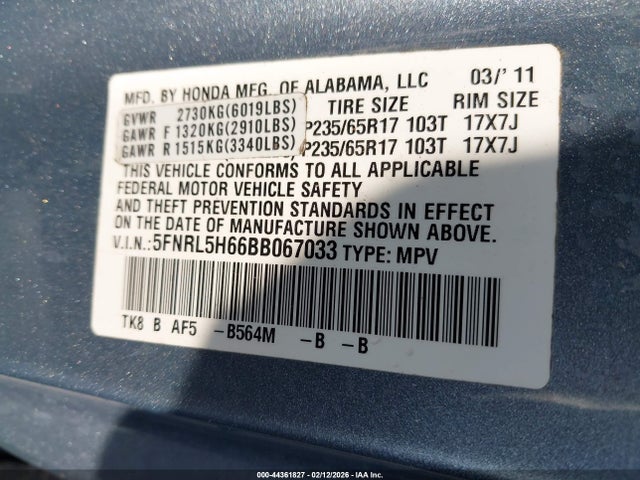 MFD. BY HONDA MFG. OF ALABAMA, LLC 03/'11
GVWR 2730KG(6019LBS) TIRE SIZE RIM SIZE
GAWR F 1320KG(2910LBS) P235/65R17 103T 17X7J
GAWR R 1515KG(3340LBS) P235/65R17 103T 17X7J
THIS VEHICLE CONFORMS TO ALL APPLICABLE
FEDERAL MOTOR VEHICLE SAFETY
AND THEFT PREVENTION STANDARDS IN EFFECT
ON THE DATE OF MANUFACTURE SHOWN ABOVE.
V.I.N.:5FNRL5H66BB067033 TYPE: MPV
TK8 B AF5 -B564M -B -B
000-44361827 - 02/12/2026 - IAA Inc.